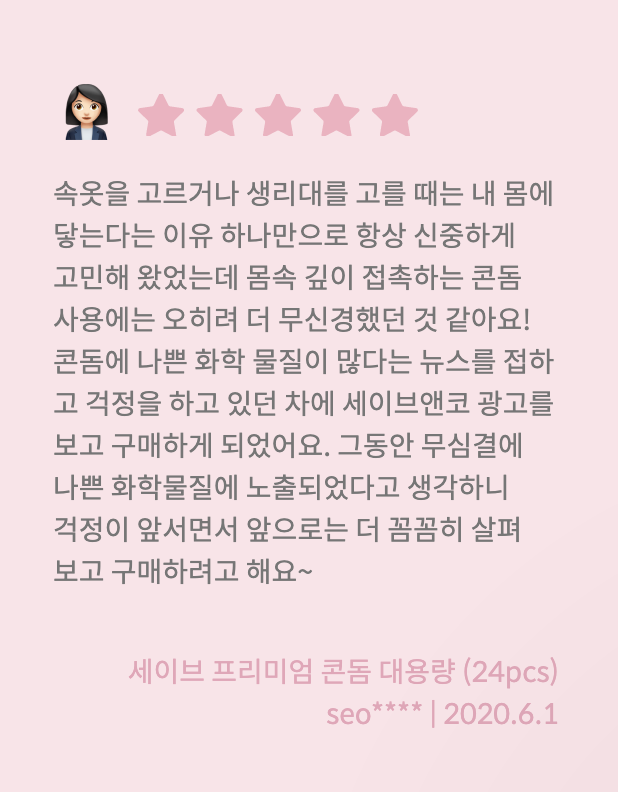 속옷을 고르거나 생리대를 고를 때는 내 몸에
닿는다는 이유 하나만으로 항상 신중하게
고민해 왔었는데 몸속 깊이 접촉하는 콘돔
사용에는 오히려 더 무신경했던 것 같아요!
콘돔에 나쁜 화학 물질이 많다는 뉴스를 접하
고 걱정을 하고 있던 차에 세이브앤코 광고를
보고 구매하게 되었어요. 그동안 무심결에
나쁜 화학물질에 노출되었다고 생각하니
걱정이 앞서면서 앞으로는 더 꼼꼼히 살펴
보고 구매하려고 해요~
세이브 프리미엄 콘돔 대용량 (24pcs)
seo**** | 2020.6.1